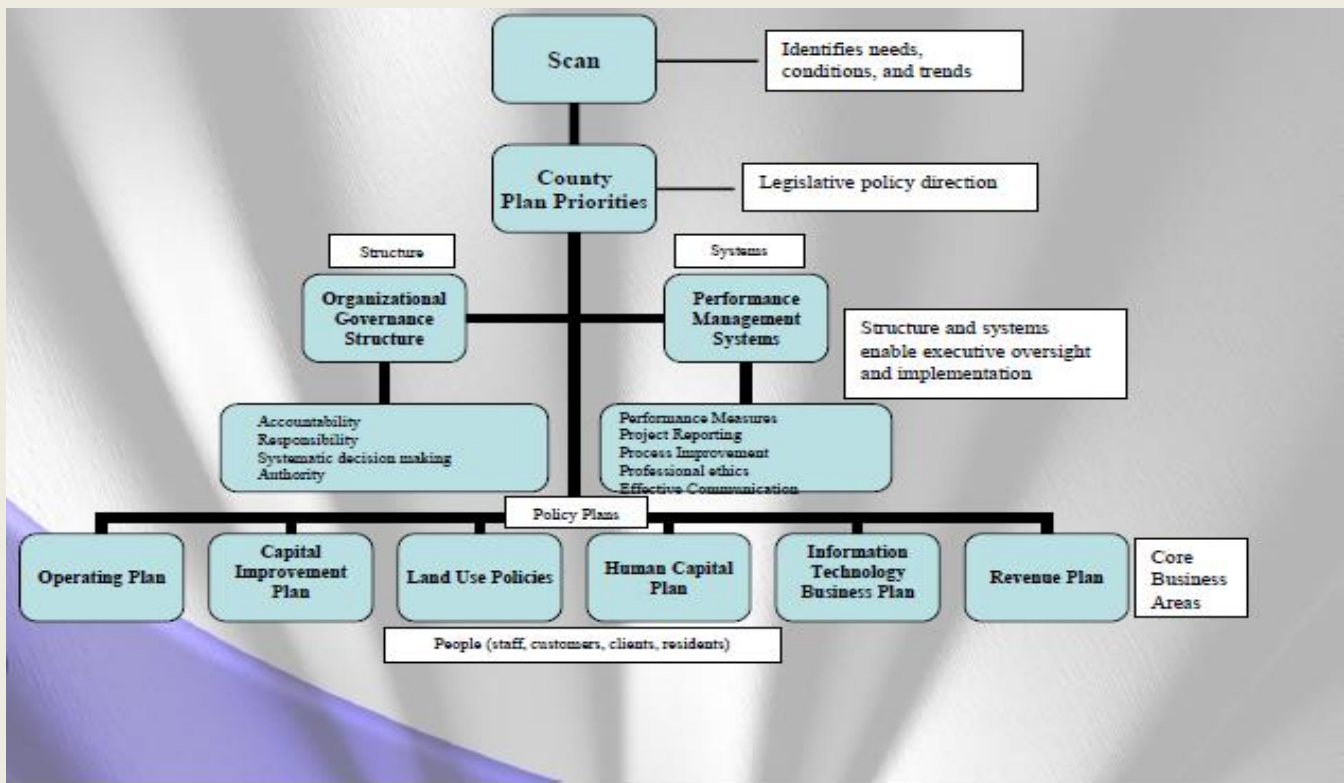 Scan
Identifies needs,
conditions, and trends
County
Plan Priorities
Legislative policy direction
Structure
Systems
Organizational
Governance
Structure
Performance
Management
Systems
Structure and systems
enable executive oversight
and implementation
Accountability
Responsibility
Systematic decision making
Authority
Performance Measures
Project Reporting
Process Improvement
Professional ethics
Effective Communication
Policy Plans
Operating Plan
Capital
Improvement
Plan
Land Use Policies
Human Capital
Plan
Information
Technology
Business Plan
Revenue Plan
Core
Business
Areas
People (staff, customers, clients, residents)